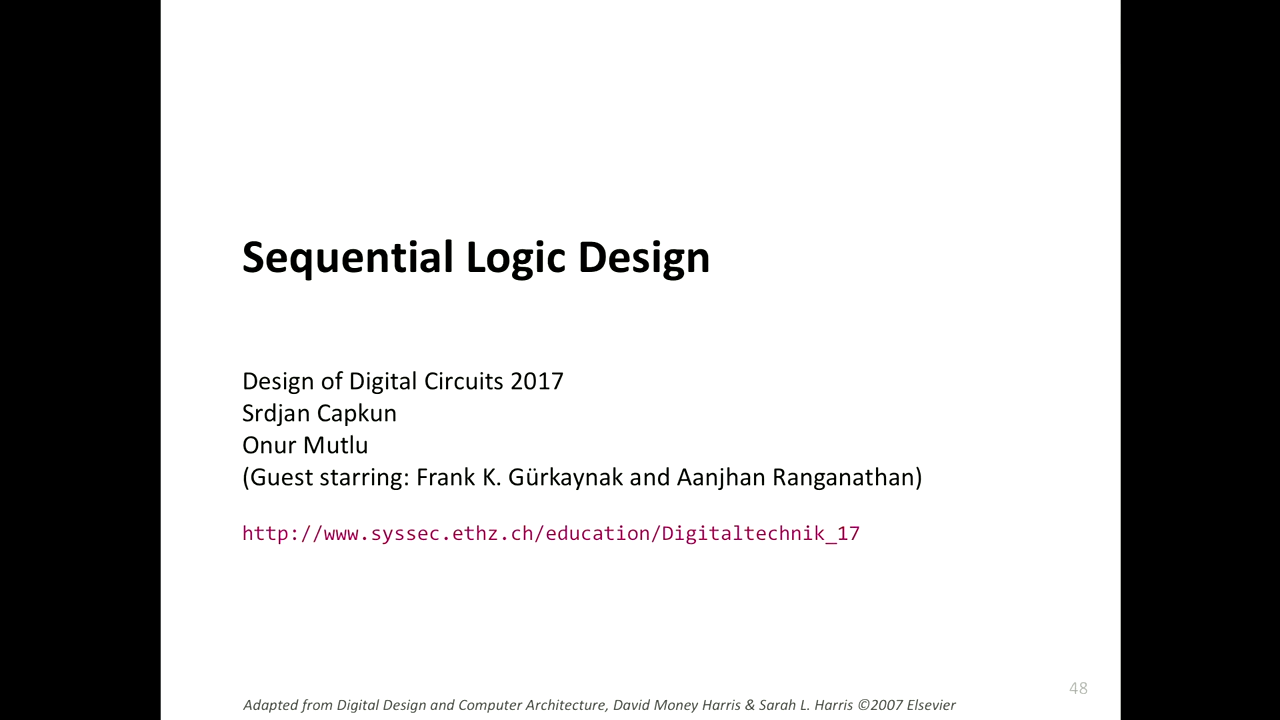 Sequential Logic Design
Design of Digital Circuits 2017
Srdjan Capkun
Onur Mutlu
(Guest starring: Frank K. Gürkaynak and Aanjhan Ranganathan)
http://www.syssec.ethz.ch/education/Digitaltechnik_17
48
Adapted from Digital Design and Computer Architecture, David Money Harris & Sarah L. Harris ©2007 Elsevier